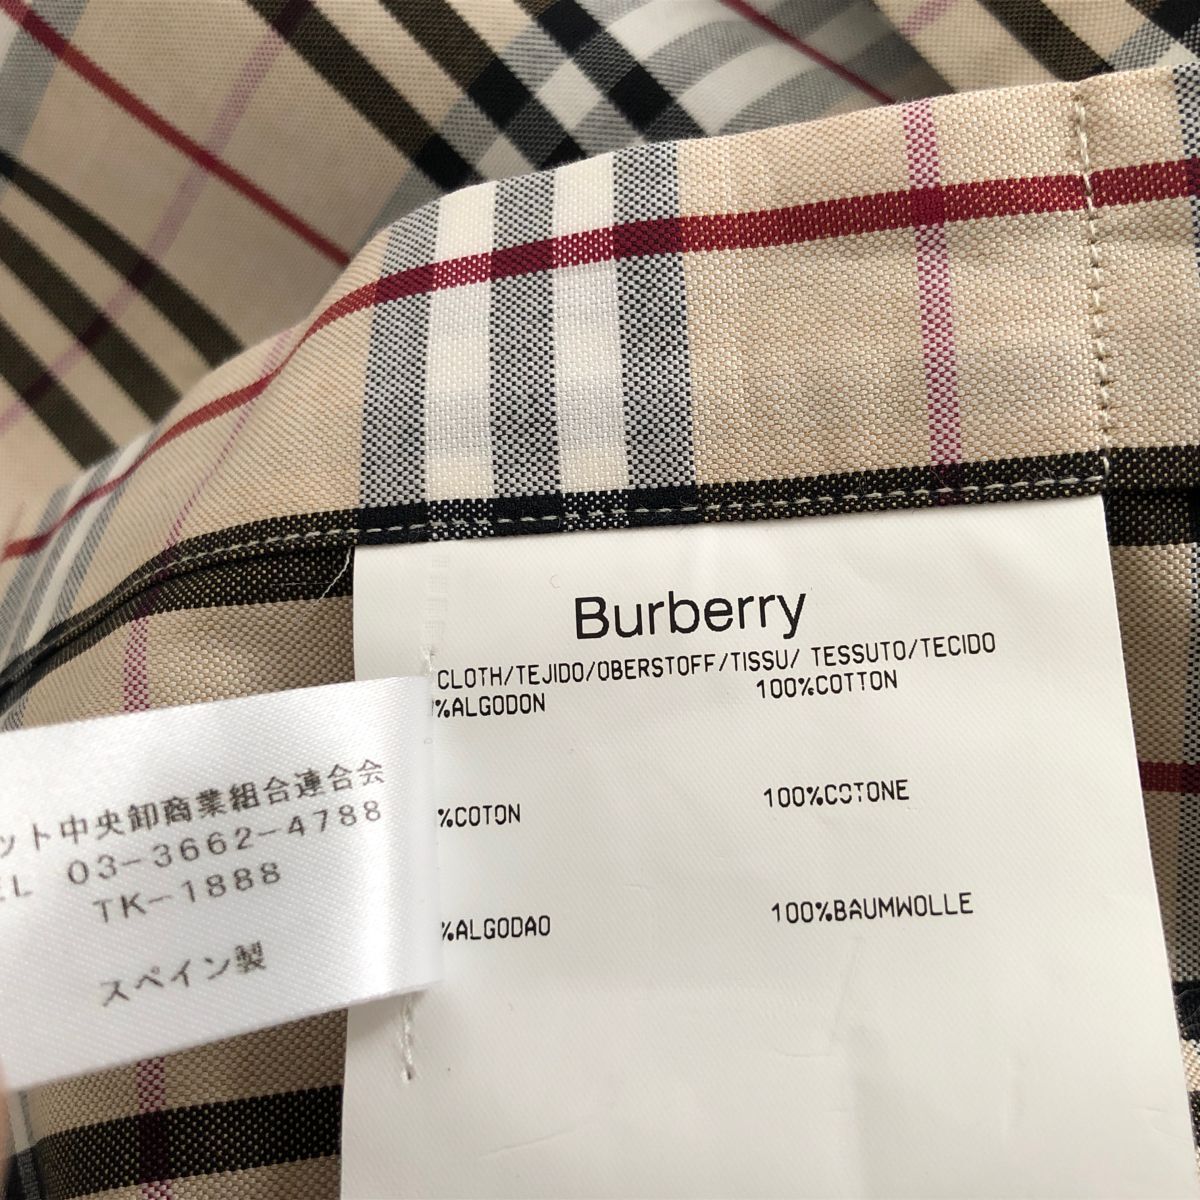 Burberry
CLOTH/TEJIDO/OBERSTOFF/TISSU/ TESSUTO/TECIDO
%ALGODON 100%COTTON
%COTON 100%COTONE
%ALGODAO 100%BAUMWOLLE
ット中央卸商業組合連合会
EL 03-3662-4788
TK-1888
スペイン製